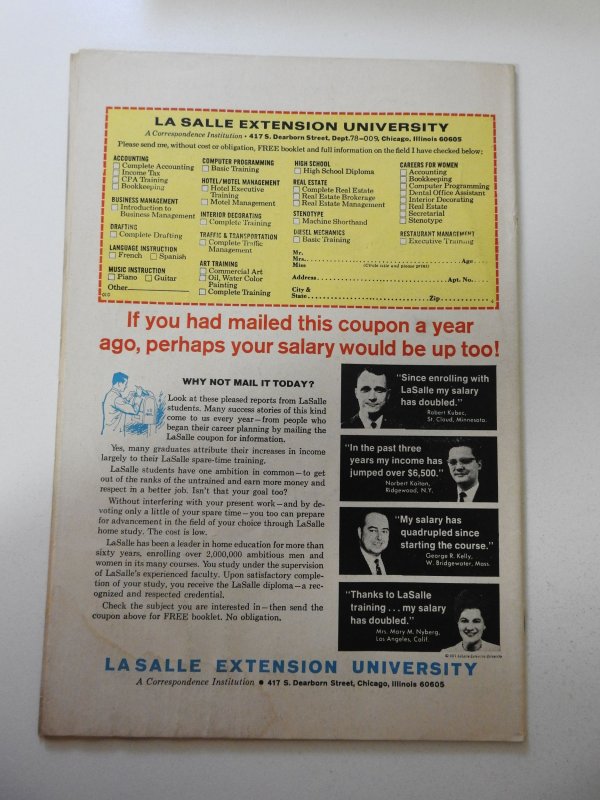 LA SALLE EXTENSION UNIVERSITY
A Correspondence Institution • 417 S. Dearborn Street, Dept. 78-009, Chicago, Illinois 60605
Please send me, without cost or obligation, FREE booklet and full information on the field I have checked below:
ACCOUNTING
Complete Accounting
Income Tax
CPA Training
Bookkeeping
BUSINESS MANAGEMENT
Introduction to
Business Management
DRAFTING
Complete Drafting
LANGUAGE INSTRUCTION
French Spanish
MUSIC INSTRUCTION
Piano Guitar
Other
COMPUTER PROGRAMMING
Basic Training
HOTEL/MOTEL MANAGEMENT
Hotel Executive
Training
Motel Management
INTERIOR DECORATING
Complete Training
TRAFFIC & TRANSPORTATION
Complete Traffic
Management
ART TRAINING
Commercial Art
Oil, Water Color
Painting
Complete Training
HIGH SCHOOL
High School Diploma
REAL ESTATE
Complete Real Estate
Real Estate Brokerage
Real Estate Management
STENOTYPE
Machine Shorthand
DIESEL MECHANICS
Basic Training
CAREERS FOR WOMEN
Accounting
Bookkeeping
Computer Programming
Dental Office Assistant
Interior Decorating
Real Estate
Secretarial
Stenotype
RESTAURANT MANAGEMENT
Executive Training
Mr.
Mrs. Age
Miss (Circle title and please print)
Address Apt. No.
City &
State Zip
If you had mailed this coupon a year
ago, perhaps your salary would be up too!
WHY NOT MAIL IT TODAY?
Look at these pleased reports from LaSalle
students. Many success stories of this kind
come to us every year—from people who
began their career planning by mailing the
LaSalle coupon for information.
Yes, many graduates attribute their increases in income
largely to their LaSalle spare-time training.
LaSalle students have one ambition in common—to get
out of the ranks of the untrained and earn more money and
respect in a better job. Isn't that your goal too?
Without interfering with your present work—and by de-
voting only a little of your spare time—you too can prepare
for advancement in the field of your choice through LaSalle
home study. The cost is low.
LaSalle has been a leader in home education for more than
sixty years, enrolling over 2,000,000 ambitious men and
women in its many courses. You study under the supervision
of LaSalle's experienced faculty. Upon satisfactory comple-
tion of your study, you receive the LaSalle diploma—a rec-
ognized and respected credential.
Check the subject you are interested in—then send the
coupon above for FREE booklet. No obligation.
"Since enrolling with
LaSalle my salary
has doubled."
Robert Kubec,
St. Cloud, Minnesota.
"In the past three
years my income has
jumped over $6,500."
Norbert Kaiton,
Ridgewood, N.Y.
"My salary has
quadrupled since
starting the course."
George R. Kelly,
W. Bridgewater, Mass.
"Thanks to LaSalle
training . . . my salary
has doubled."
Mrs. Mary M. Nyberg,
Los Angeles, Calif.
LA SALLE EXTENSION UNIVERSITY
A Correspondence Institution • 417 S. Dearborn Street, Chicago, Illinois 60605